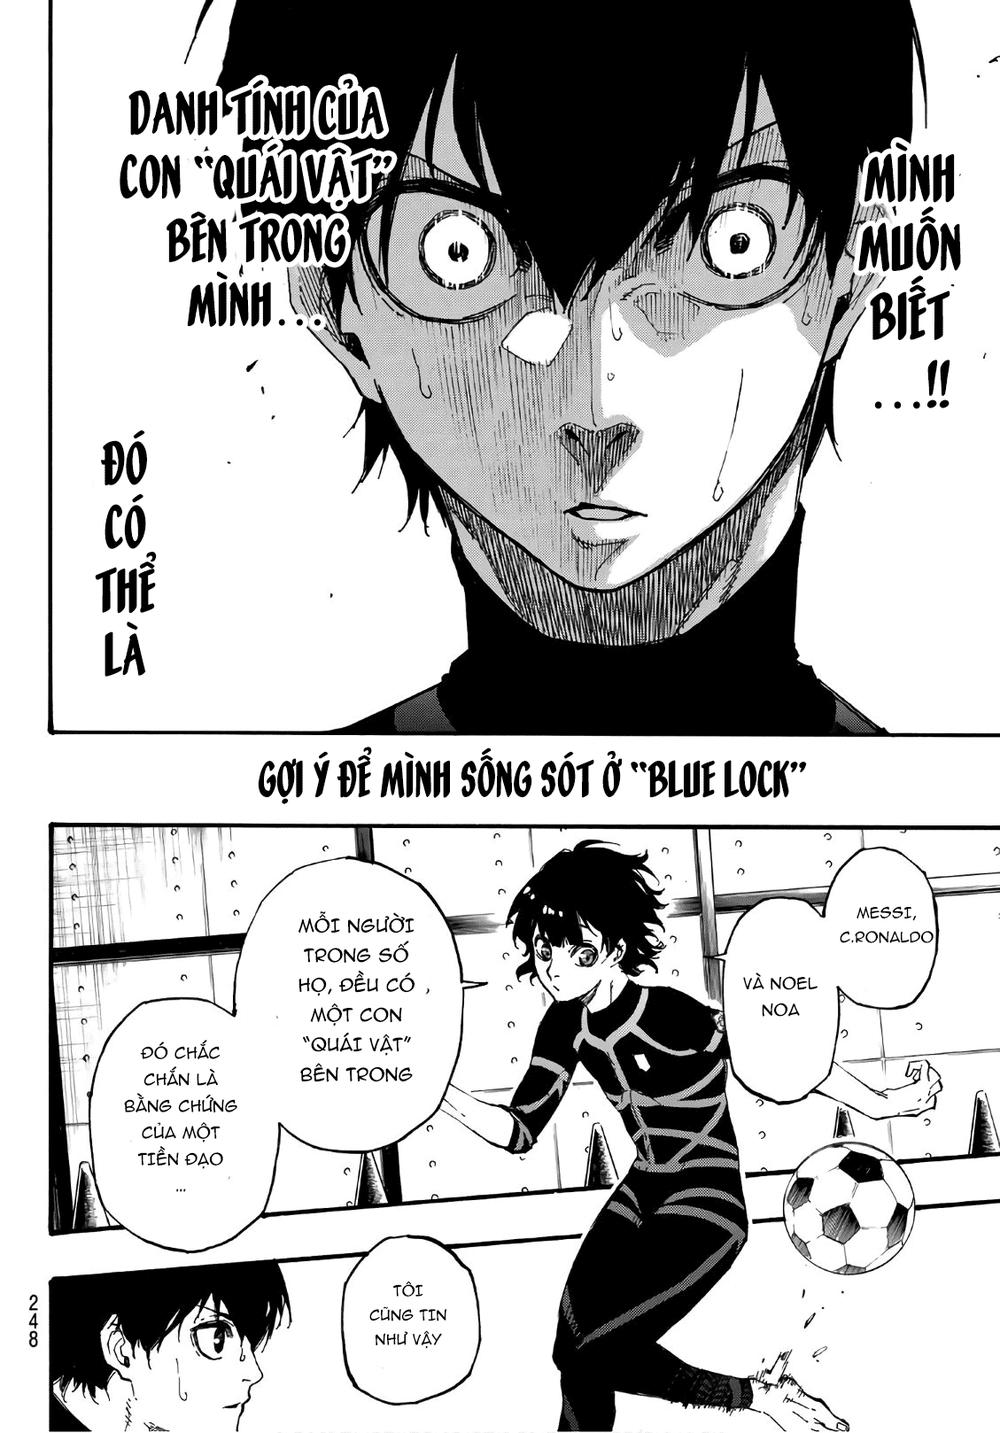 MÌNH
MUỐN
BIẾT
...!!
DANH TÍNH CỦA
CON “QUÁI VẬT”
BÊN TRONG
MÌNH...
ĐÓ
CÓ
THỂ
LÀ
GỢI Ý ĐỂ MÌNH SỐNG SÓT Ở “BLUE LOCK”
MESSI,
C.RONALDO
VÀ NOEL
NOA
MỖI NGƯỜI
TRONG SỐ
HỌ, ĐỀU CÓ ,
MỘT CON
“QUÁI VẬT”
BÊN TRONG
ĐÓ CHẮC
CHẮN LÀ
BẰNG CHỨNG
CỦA MỘT
TIỀN ĐẠO
...
TÔI
CŨNG TIN
NHƯ VẬY
248